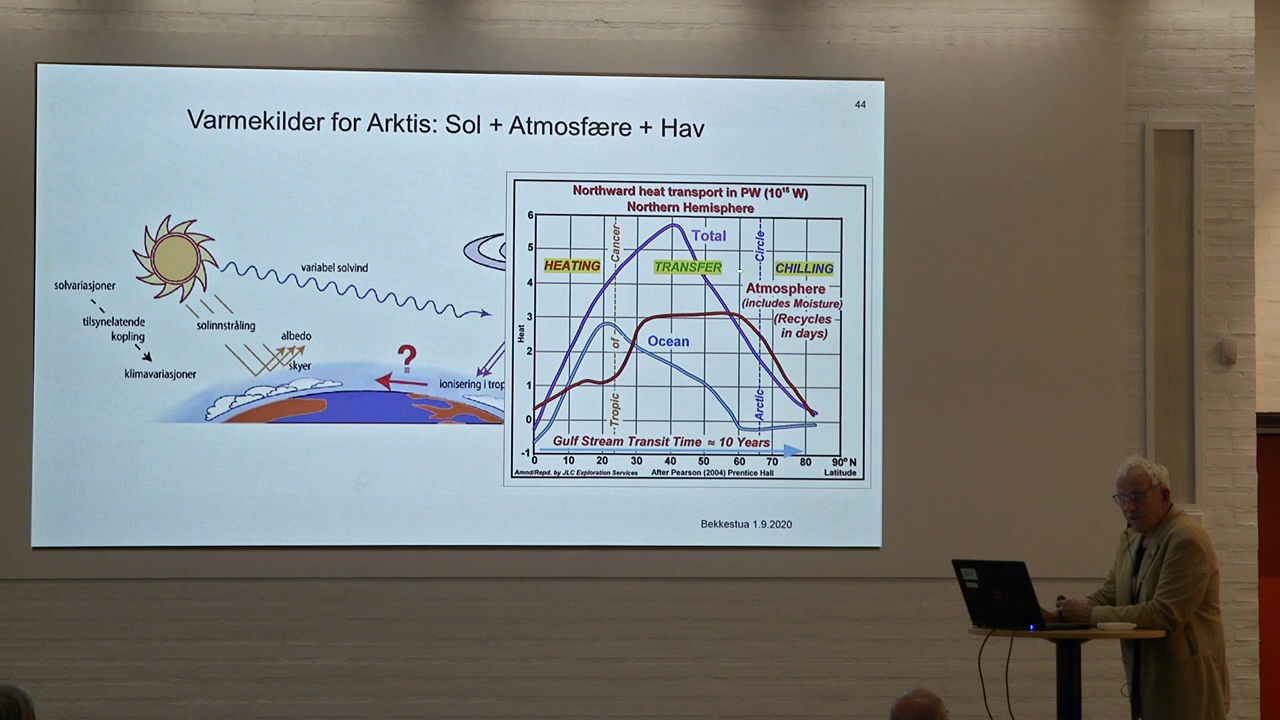 44
Varmekilder for Arktis: Sol + Atmosfære + Hav
variabel solvind
solvariasjoner
tilsynelatende
kopling
klimavariasjoner
solinnstråling
albedo
skyer
?
ionisering i trop
Northward heat transport in PW (10¹⁵ W)
Northern Hemisphere
6
5
4
3
2
1
0
-1
Heat
HEATING
TRANSFER
CHILLING
Total
Ocean
Atmosphere
(includes Moisture)
(Recycles
in days)
Tropic of Cancer
Arctic Circle
Gulf Stream Transit Time ≈ 10 Years
0 10 20 30 40 50 60 70 80 90° N
Amnd/Repd. by JLC Exploration Services After Pearson (2004) Prentice Hall Latitude
Bekkestua 1.9.2020